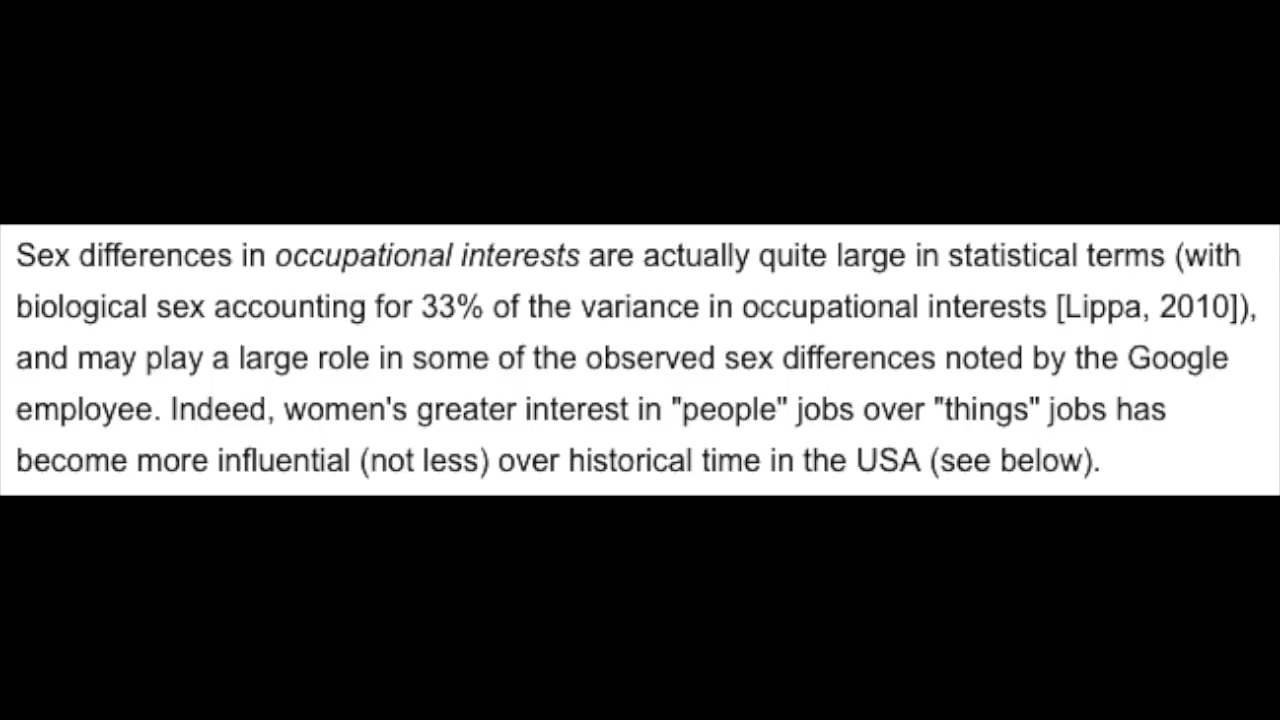 Sex differences in occupational interests are actually quite large in statistical terms (with
biological sex accounting for 33% of the variance in occupational interests [Lippa, 2010]),
and may play a large role in some of the observed sex differences noted by the Google
employee. Indeed, women's greater interest in "people" jobs over "things" jobs has
become more influential (not less) over historical time in the USA (see below).